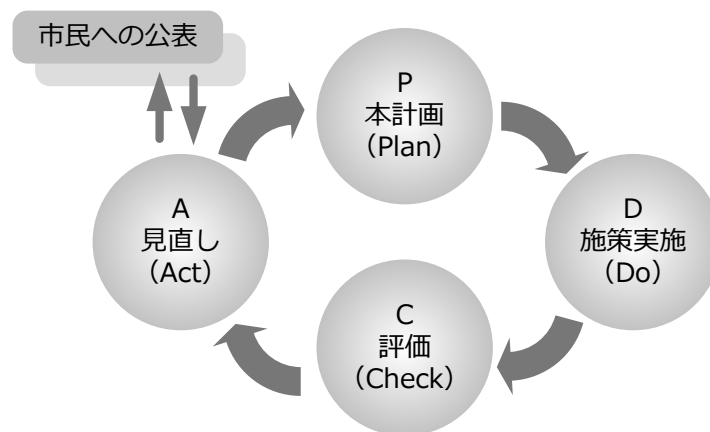 市民への公表
P
本計画
（Plan）
D
施策実施
（Do）
C
評価
（Check）
A
見直し
（Act）